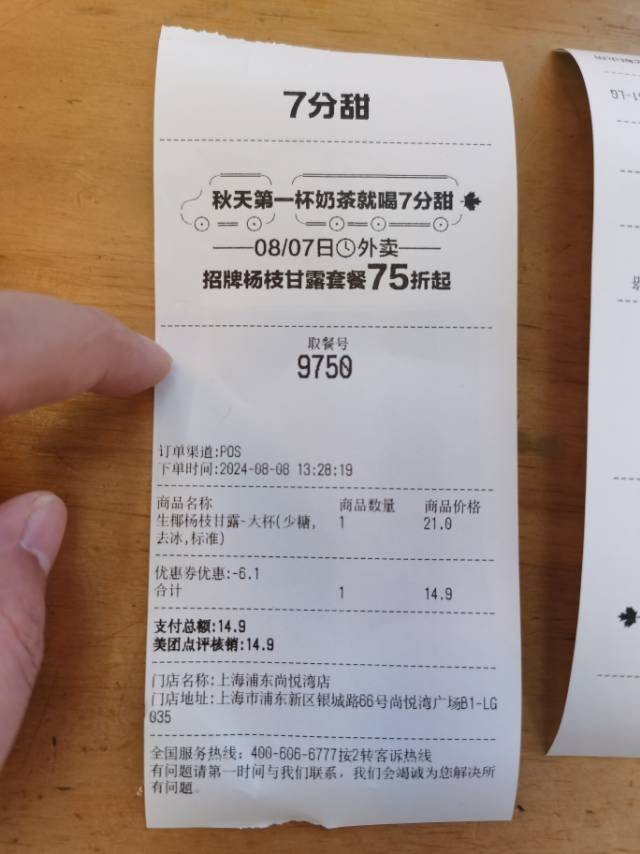 7分甜
秋天第一杯奶茶就喝7分甜
08/07日 外卖
招牌杨枝甘露套餐75折起
取餐号
9750
订单渠道:POS
下单时间:2024-08-08 13:28:19
商品名称 商品数量 商品价格
生椰杨枝甘露-大杯(少糖, 1 21.0
去冰,标准)
优惠券优惠:-6.1
合计 1 14.9
支付总额:14.9
美团点评核销:14.9
门店名称:上海浦东尚悦湾店
门店地址:上海市浦东新区银城路66号尚悦湾广场B1-LG
035
全国服务热线: 400-606-6777按2转客诉热线
有问题请第一时间与我们联系, 我们会竭诚为您解决所
有问题。